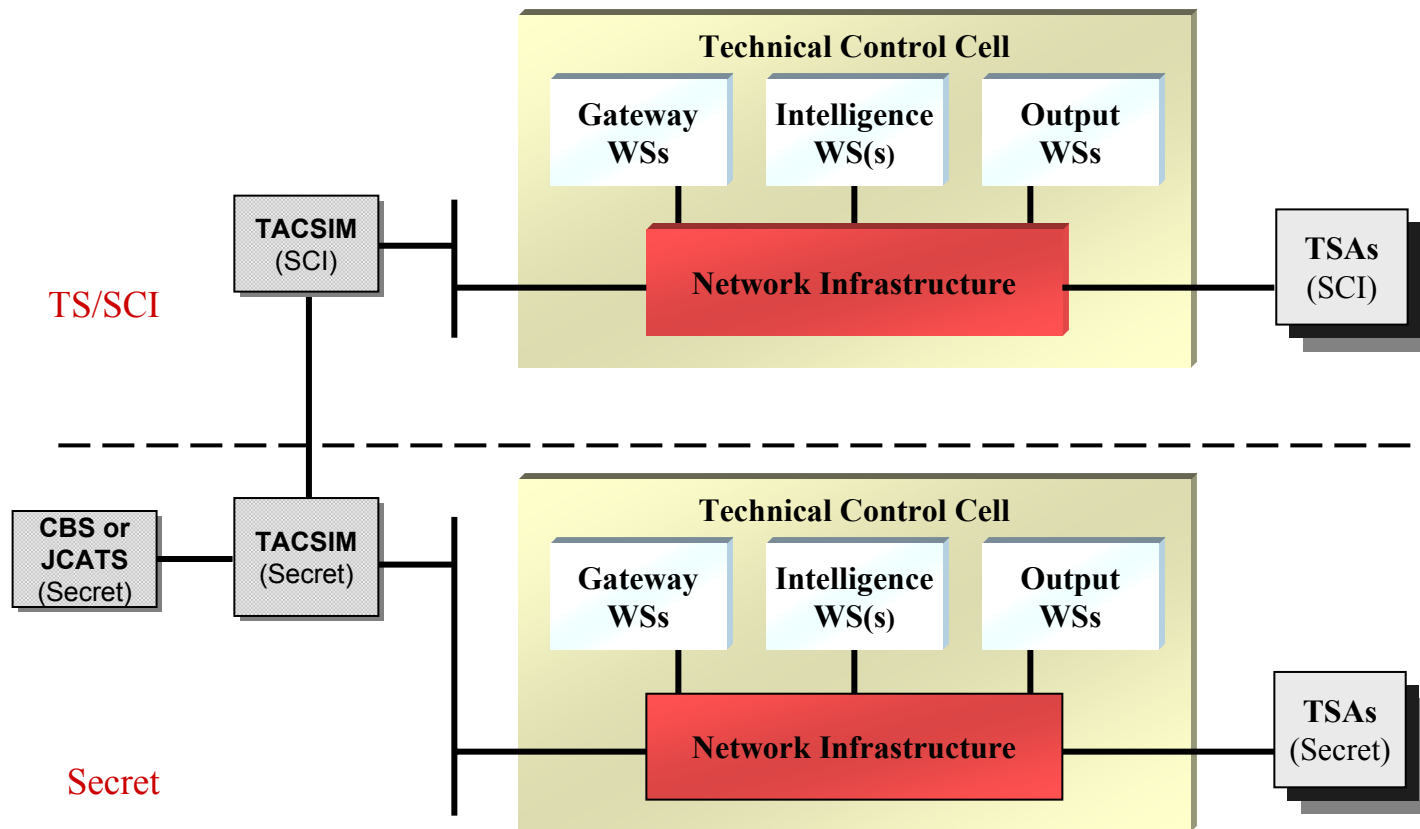 Technical Control Cell
Gateway
WSs
Intelligence
WS(s)
Output
WSs
TACSIM
(SCI)
Network Infrastructure
TSAs
(SCI)
TS/SCI
Technical Control Cell
CBS or
JCATS
(Secret)
TACSIM
(Secret)
Gateway
WSs
Intelligence
WS(s)
Output
WSs
Network Infrastructure
TSAs
(Secret)
Secret